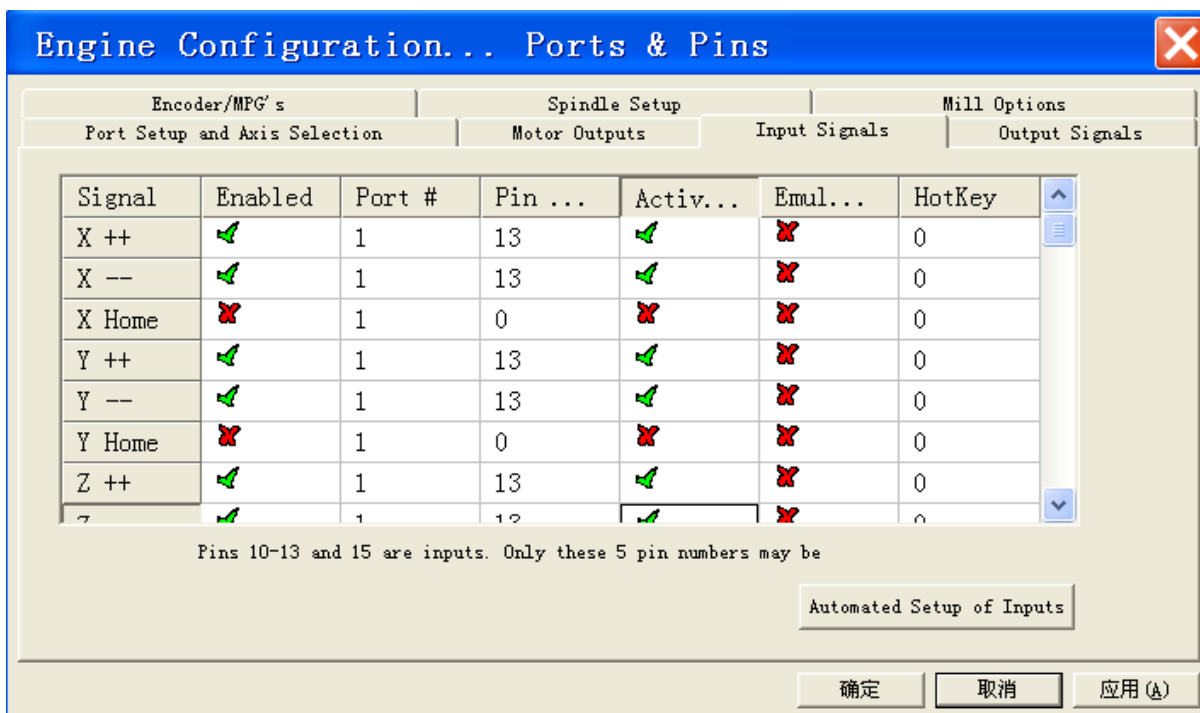 Engine Configuration... Ports & Pins
Encoder/MPG's Spindle Setup Mill Options
Port Setup and Axis Selection Motor Outputs Input Signals Output Signals
Signal Enabled Port # Pin ... Activ... Emul... HotKey
X ++ 1 13 0
X -- 1 13 0
X Home 1 0 0
Y ++ 1 13 0
Y -- 1 13 0
Y Home 1 0 0
Z ++ 1 13 0
Pins 10-13 and 15 are inputs. Only these 5 pin numbers may be
Automated Setup of Inputs
确定 取消 应用(A)